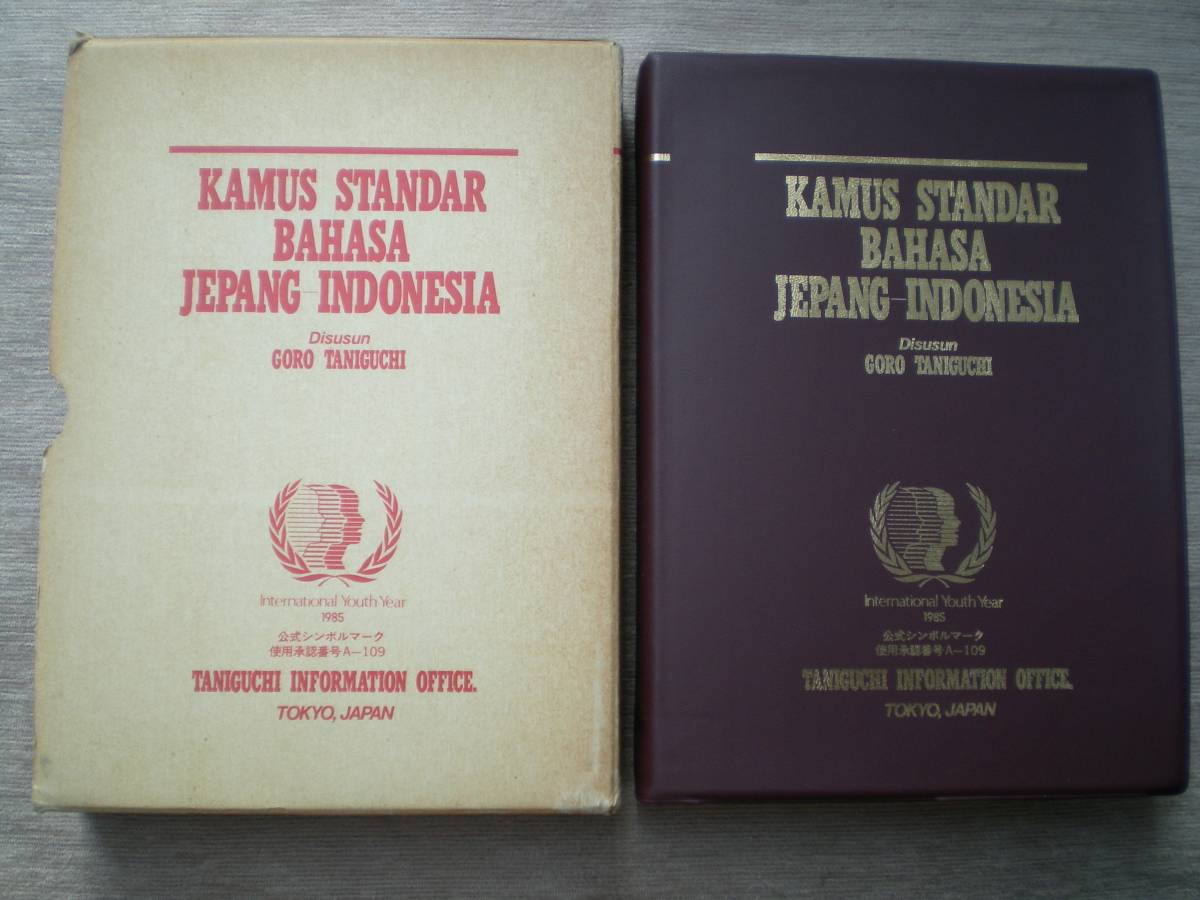 KAMUS STANDAR
BAHASA
JEPANG-INDONESIA
Disusun
GORO TANIGUCHI
International Youth Year
1985
公式シンボルマーク
使用承認番号A-109
TANIGUCHI INFORMATION OFFICE.
TOKYO, JAPAN
KAMUS STANDAR
BAHASA
JEPANG-INDONESIA
Disusun
GORO TANIGUCHI
International Youth Year
1985
公式シンボルマーク
使用承認番号A-109
TANIGUCHI INFORMATION OFFICE.
TOKYO, JAPAN